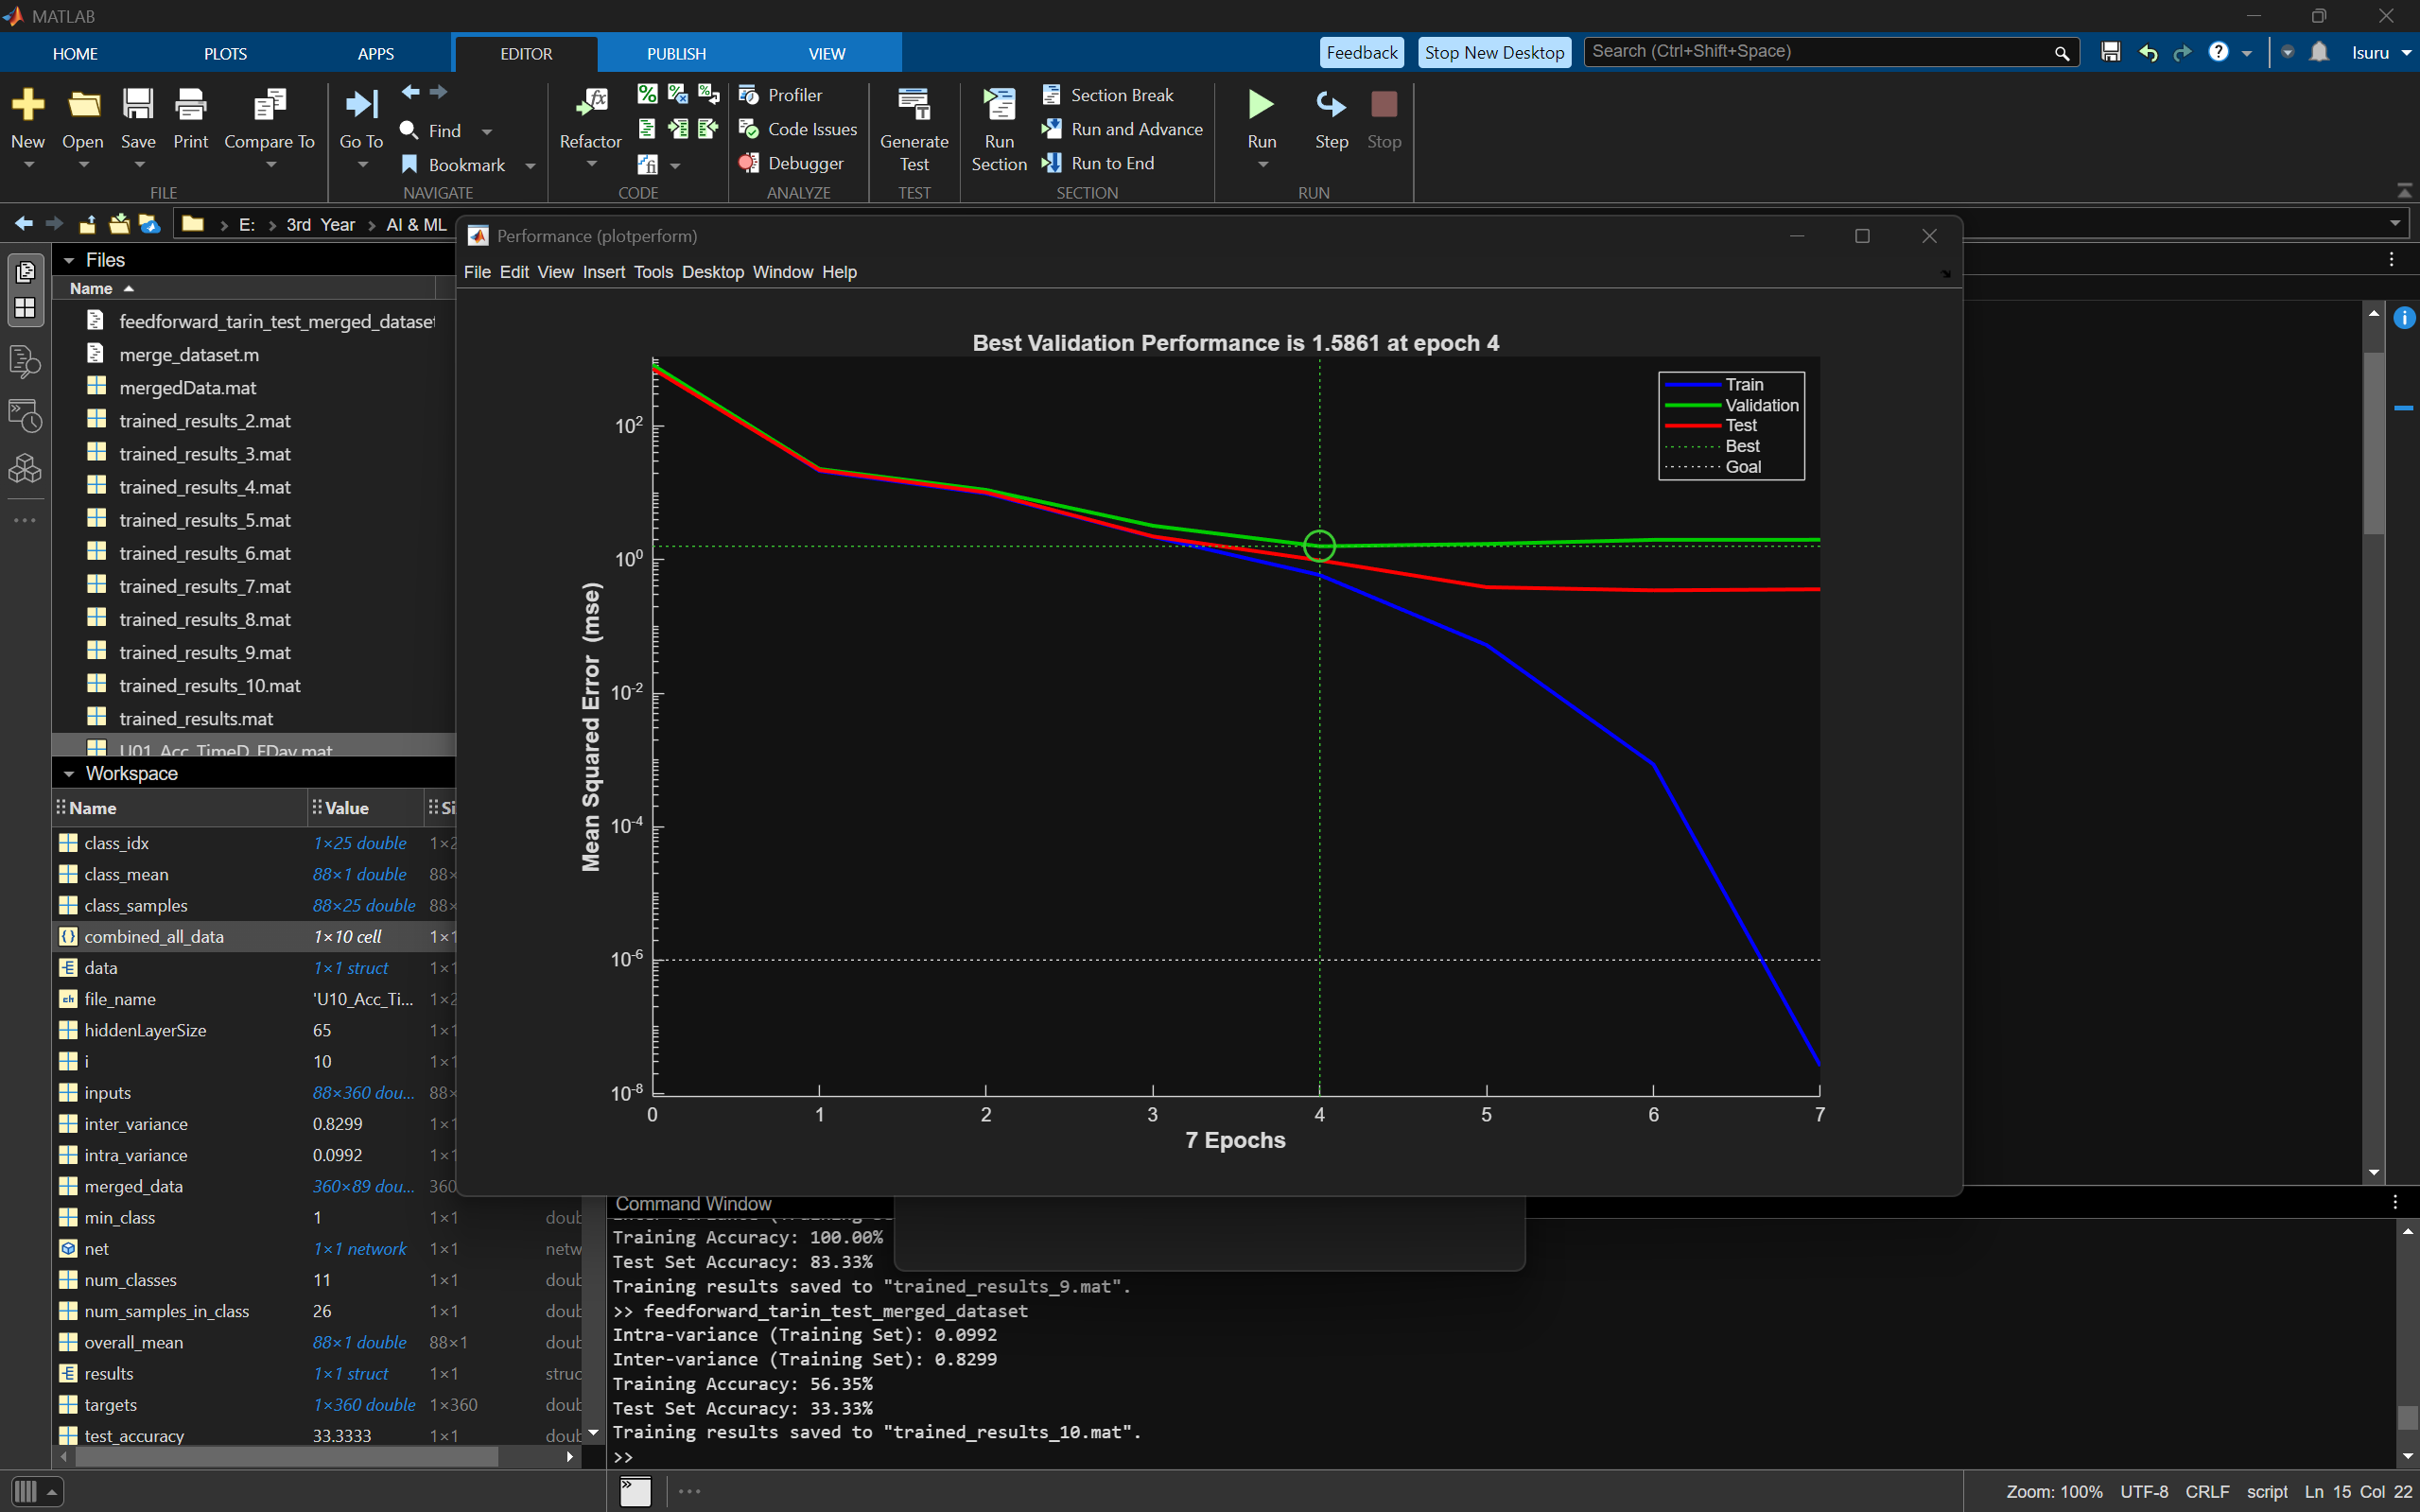 MATLAB
HOME PLOTS APPS EDITOR PUBLISH VIEW Feedback Stop New Desktop Search (Ctrl+Shift+Space) Isuru
New Open Save Print Compare To Go To Find Bookmark Refactor Profiler Code Issues Debugger Generate Test Run Section Section Break Run and Advance Run to End Run Step Stop
FILE NAVIGATE CODE ANALYZE TEST SECTION RUN
E: > 3rd Year > AI & ML
Files
Name
feedforward_tarin_test_merged_dataset
merge_dataset.m
mergedData.mat
trained_results_2.mat
trained_results_3.mat
trained_results_4.mat
trained_results_5.mat
trained_results_6.mat
trained_results_7.mat
trained_results_8.mat
trained_results_9.mat
trained_results_10.mat
trained_results.mat
U01_Acc_TimeD_FDay.mat
Workspace
Name Value Si
class_idx 1×25 double 1×2
class_mean 88×1 double 88×
class_samples 88×25 double 88×
combined_all_data 1×10 cell 1×1
data 1×1 struct 1×1
file_name 'U10_Acc_Ti... 1×2
hiddenLayerSize 65 1×1
i 10 1×1
inputs 88×360 dou... 88×
inter_variance 0.8299 1×1
intra_variance 0.0992 1×1
merged_data 360×89 dou... 360
min_class 1 1×1 doub
net 1×1 network 1×1 netw
num_classes 11 1×1 doub
num_samples_in_class 26 1×1 doub
overall_mean 88×1 double 88×1 doub
results 1×1 struct 1×1 struc
targets 1×360 double 1×360 doub
test_accuracy 33.3333 1×1 doub
Performance (plotperform)
File Edit View Insert Tools Desktop Window Help
Best Validation Performance is 1.5861 at epoch 4
Train
Validation
Test
Best
Goal
Mean Squared Error (mse)
10²
10⁰
10⁻²
10⁻⁴
10⁻⁶
10⁻⁸
0 1 2 3 4 5 6 7
7 Epochs
Command Window
Training Accuracy: 100.00%
Test Set Accuracy: 83.33%
Training results saved to "trained_results_9.mat".
>> feedforward_tarin_test_merged_dataset
Intra-variance (Training Set): 0.0992
Inter-variance (Training Set): 0.8299
Training Accuracy: 56.35%
Test Set Accuracy: 33.33%
Training results saved to "trained_results_10.mat".
>>
Zoom: 100% UTF-8 CRLF script Ln 15 Col 22